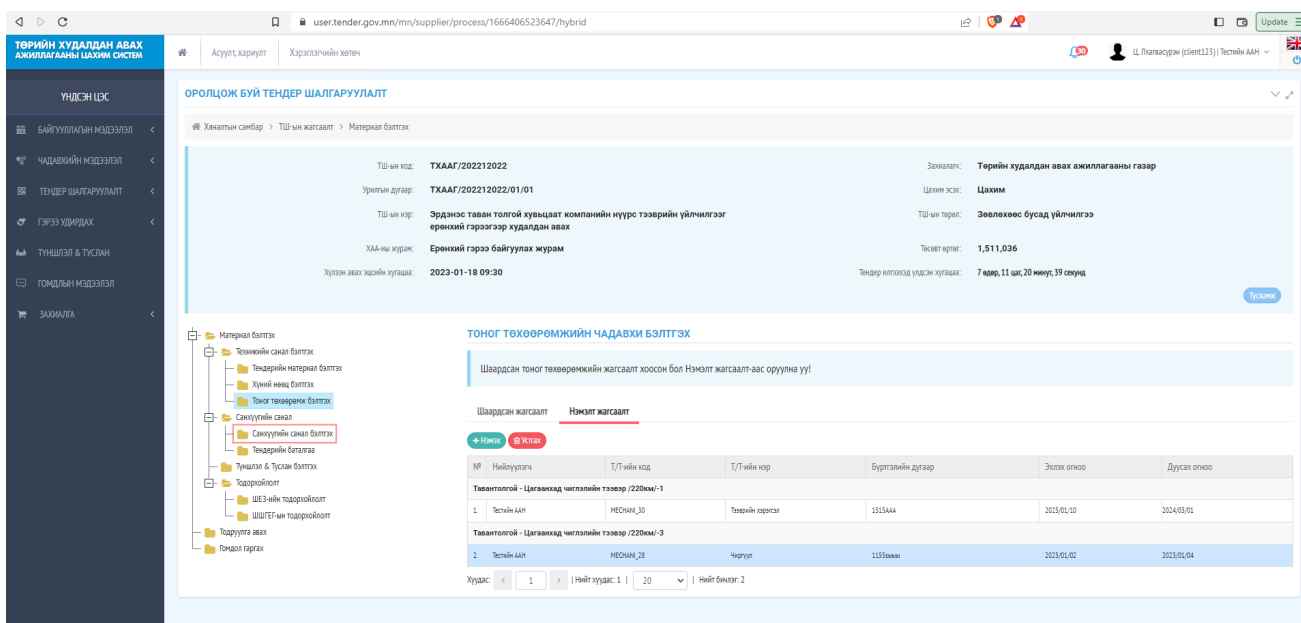 user.tender.gov.mn/mn/supplier/process/1666406523647/hybrid
Update
ТӨРИЙН ХУДАЛДАН АВАХ
АЖИЛЛАГААНЫ ЦАХИМ СИСТЕМ
Асуулт, хариулт
Хэрэглэгчийн хөтөч
30
Ц. Лхагвасүрэн (client123) | Тестийн ААН
ҮНДСЭН ЦЭС
БАЙГУУЛЛАГЫН МЭДЭЭЛЭЛ
ЧАДАВХИЙН МЭДЭЭЛЭЛ
ТЕНДЕР ШАЛГАРУУЛАЛТ
ГЭРЭЭ УДИРДАХ
ТҮНШЛЭЛ & ТУСЛАН
ГОМДЛЫН МЭДЭЭЛЭЛ
ЗАХИАЛГА
ОРОЛЦОЖ БУЙ ТЕНДЕР ШАЛГАРУУЛАЛТ
Хяналтын самбар > ТШ-ын жагсаалт > Материал бэлтгэх
ТШ-ын код: ТХААГ/202212022
Захиалагч: Төрийн худалдан авах ажиллагааны газар
Урилгын дугаар: ТХААГ/202212022/01/01
Цахим эсэх: Цахим
ТШ-ын нэр: Эрдэнэс таван толгой хувьцаат компанийн нүүрс тээврийн үйлчилгээг
ерөнхий гэрээгээр худалдан авах
ТШ-ын төрөл: Зөвлөхөөс бусад үйлчилгээ
ХАА-ны журам: Ерөнхий гэрээ байгуулах журам
Төсөвт өртөг: 1,511,036
Хүлээн авах эцсийн хугацаа: 2023-01-18 09:30
Тендер илгээхэд үлдсэн хугацаа: 7 өдөр, 11 цаг, 20 минут, 39 секунд
Тусламж
Материал бэлтгэх
Техникийн санал бэлтгэх
Тендерийн материал бэлтгэх
Хүний нөөц бэлтгэх
Тоног төхөөрөмж бэлтгэх
Санхүүгийн санал
Санхүүгийн санал бэлтгэх
Тендерийн баталгаа
Түншлэл & Туслан бэлтгэх
Тодорхойлолт
ШЕЗ-ийн тодорхойлолт
ШШГЕГ-ын тодорхойлолт
Тодруулга авах
Гомдол гаргах
ТОНОГ ТӨХӨӨРӨМЖИЙН ЧАДАВХИ БЭЛТГЭХ
Шаардсан тоног төхөөрөмжийн жагсаалт хоосон бол Нэмэлт жагсаалт-аас оруулна уу!
Шаардсан жагсаалт
Нэмэлт жагсаалт
+ Нэмэх
Устгах
№ Нийлүүлэгч Т/Т-ийн код Т/Т-ийн нэр Бүртгэлийн дугаар Эхлэх огноо Дуусах огноо
Тавантолгой - Цагаанхад чиглэлийн тээвэр /220км/-1
1. Тестийн ААН MECHANI_30 Тээврийн хэрэгсэл 1515ААА 2023/01/10 2024/03/01
Тавантолгой - Цагаанхад чиглэлийн тээвэр /220км/-3
2. Тестийн ААН MECHANI_28 Чиргүүл 2023/01/02 2023/01/04
Хуудас: < 1 > | Нийт хуудас: 1 | 20 | Нийт бичлэг: 2